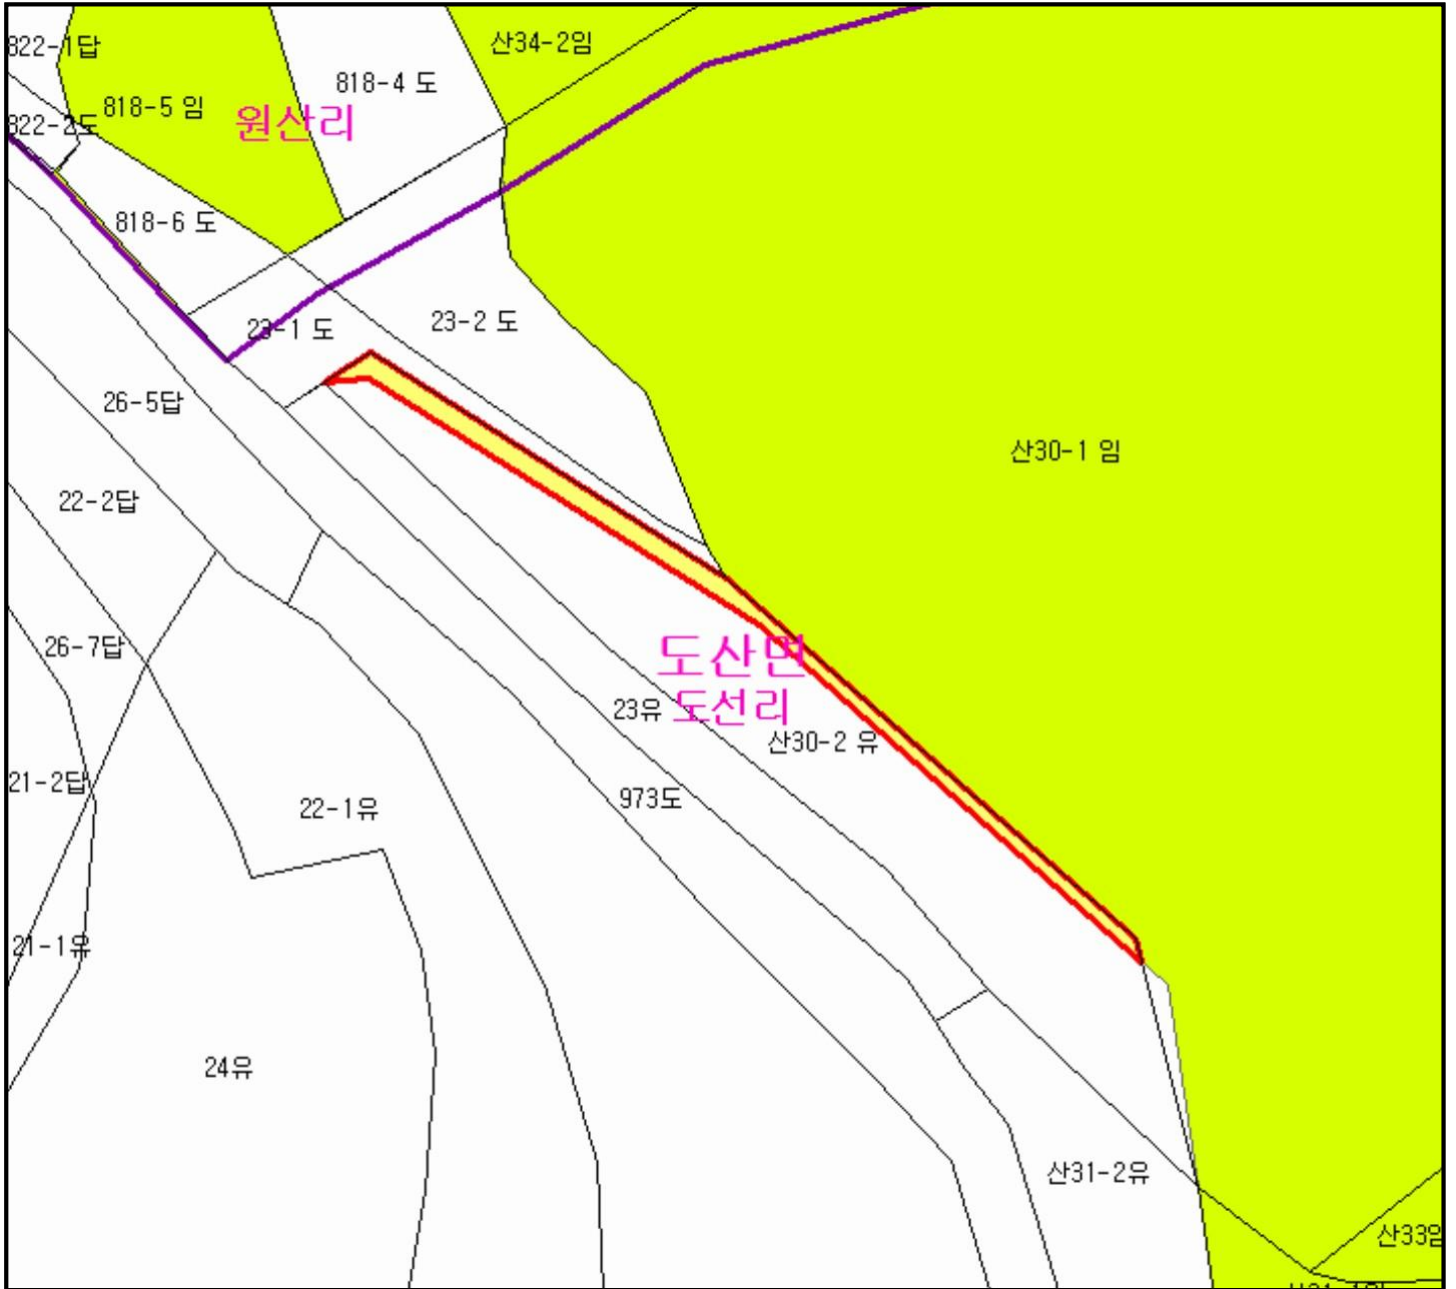 822-1답
산34-2임
818-4 도
818-5 임
원산리
822-2도
818-6 도
23-1 도
23-2 도
26-5답
산30-1 임
22-2답
26-7답
도산면
도선리
23유
산30-2 유
21-2답
22-1유
973도
21-1유
24유
산31-2유
산33임